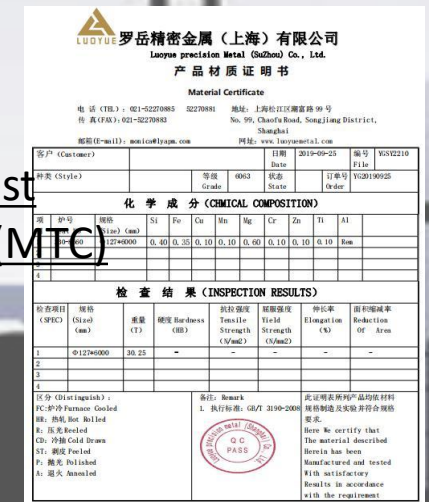 LUOYUE 罗岳精密金属（上海）有限公司
Luoyue precision Metal (SuZhou) Co., Ltd.
产 品 材 质 证 明 书
Material Certificate
电 话 (TEL) : 021-52270885 52270881 地址: 上海松江区潮富路 99 号
传 真(FAX): 021-52270883 No. 99, Chaofu Road, Songjiang District,
Shanghai
邮箱(E-mail): monica@lyapm.com 网址: www.luoyuemetal.com
客户 (Castomer) 日期 2019-09-25 编号 YGSY2210
Date File
种类 (Style) 等级 6063 状态 订单号 YG20190925
Grade State Order
st
(MTC)
化 学 成 分 (CHMICAL COMPOSITION)
项 炉号 规格 Si Fe Cu Mn Mg Cr Zn Ti Al
(Size) (mm)
Φ127*6000 0.40 0.35 0.10 0.10 0.60 0.10 0.10 0.10 Rem
3
4
检 查 结 果 (INSPECTION RESULTS)
检查项目 规格 重量 硬度 Hardness 抗拉强度 屈服强度 伸长率 面积缩减率
(SPEC) (Size) (T) (HB) Tensile Yield Elongation Reduction
(mm) Strength Strength (%) Of Area
(N/mm2) (N/mm2)
1 Φ127*6000 30.25 - - - - -
2
3
4
区分 (Distinguish):
FC:炉冷 Furnance Gooled
HR: 热轧 Hot Rolled
R: 压光 Reeled
CD: 冷抽 Cold Drawn
ST: 剥皮 Peeled
P: 抛光 Polished
A: 退火 Annealed
备注: Remark
1. 执行标准: GB/T 3190-2008
Luoyue precision metal (Shanghai) Co., Ltd.
Q C
PASS
此证明表所列产品均依材料
规格制造及实验并符合规格
要求.
Here We certify that
The material described
Herein has been
Manufactured and tested
With satisfactory
Results in accordance
with the requirement